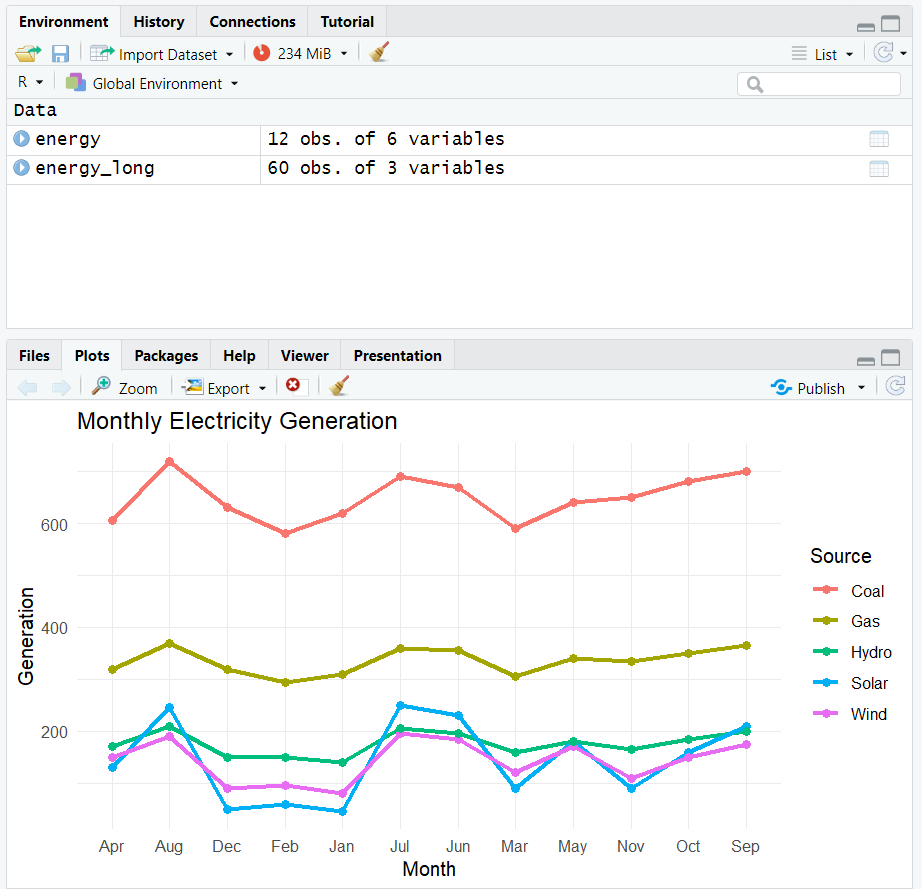 Environment History Connections Tutorial
Import Dataset 234 MiB List
R Global Environment
Data
energy 12 obs. of 6 variables
energy_long 60 obs. of 3 variables
Files Plots Packages Help Viewer Presentation
Zoom Export Publish
Monthly Electricity Generation
600
400
200
Generation
Apr Aug Dec Feb Jan Jul Jun Mar May Nov Oct Sep
Month
Source
Coal
Gas
Hydro
Solar
Wind